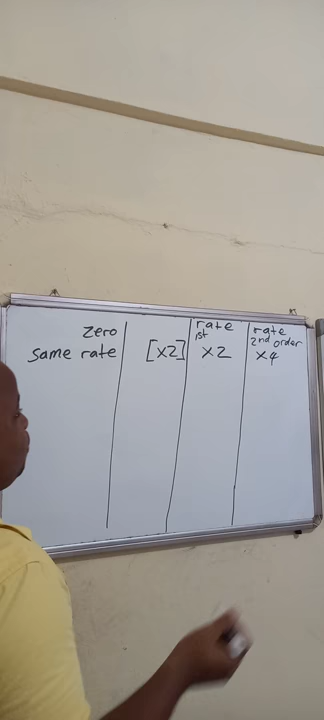 zero
same rate
[x2]
rate
1st
x2
rate
2nd order
x4